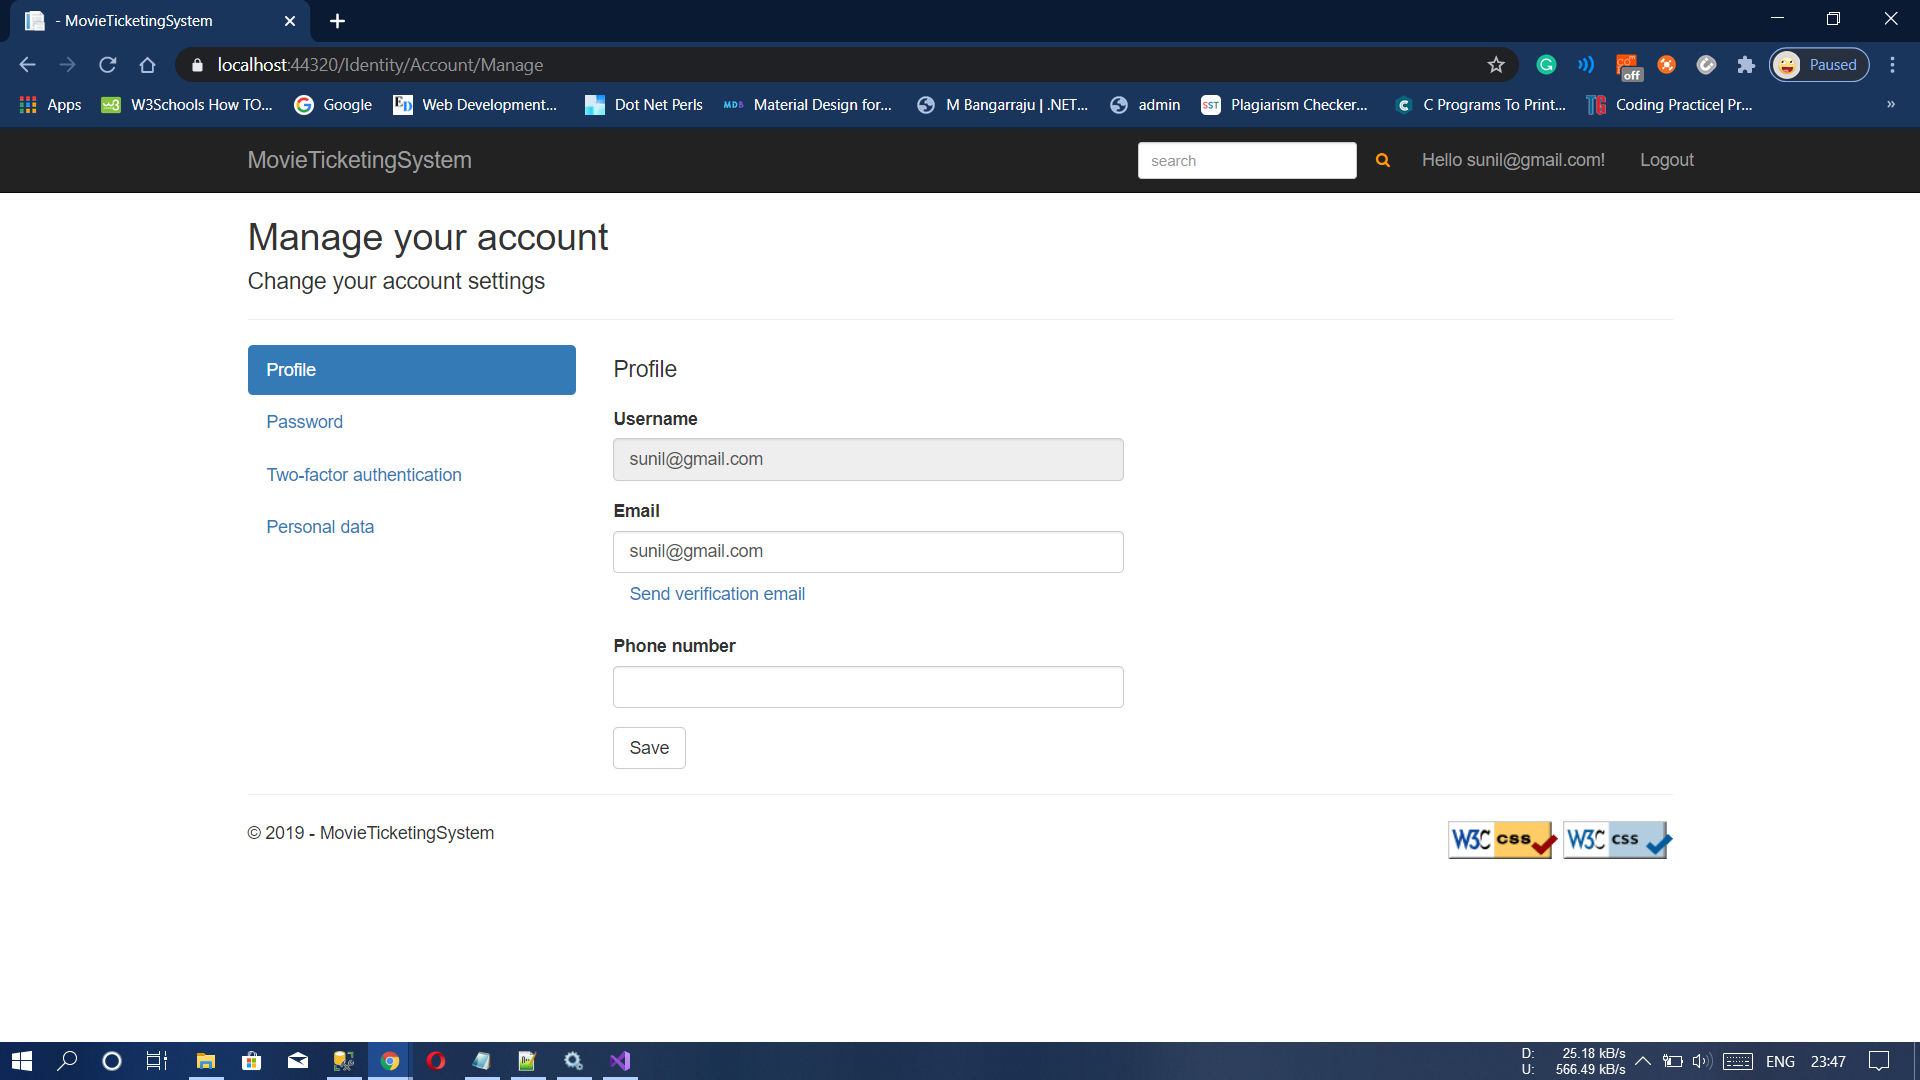 - MovieTicketingSystem
localhost:44320/Identity/Account/Manage
off
Paused
Apps
W3Schools How TO...
Google
Web Development...
Dot Net Perls
MDB
Material Design for...
M Bangarraju | .NET...
admin
SST
Plagiarism Checker...
C Programs To Print...
Coding Practice| Pr...
»
MovieTicketingSystem
search
Hello sunil@gmail.com!
Logout
Manage your account
Change your account settings
Profile
Password
Two-factor authentication
Personal data
Profile
Username
sunil@gmail.com
Email
sunil@gmail.com
Send verification email
Phone number
Save
© 2019 - MovieTicketingSystem
W3C css
W3C css
D: 25.18 kB/s
U: 566.49 kB/s
ENG
23:47